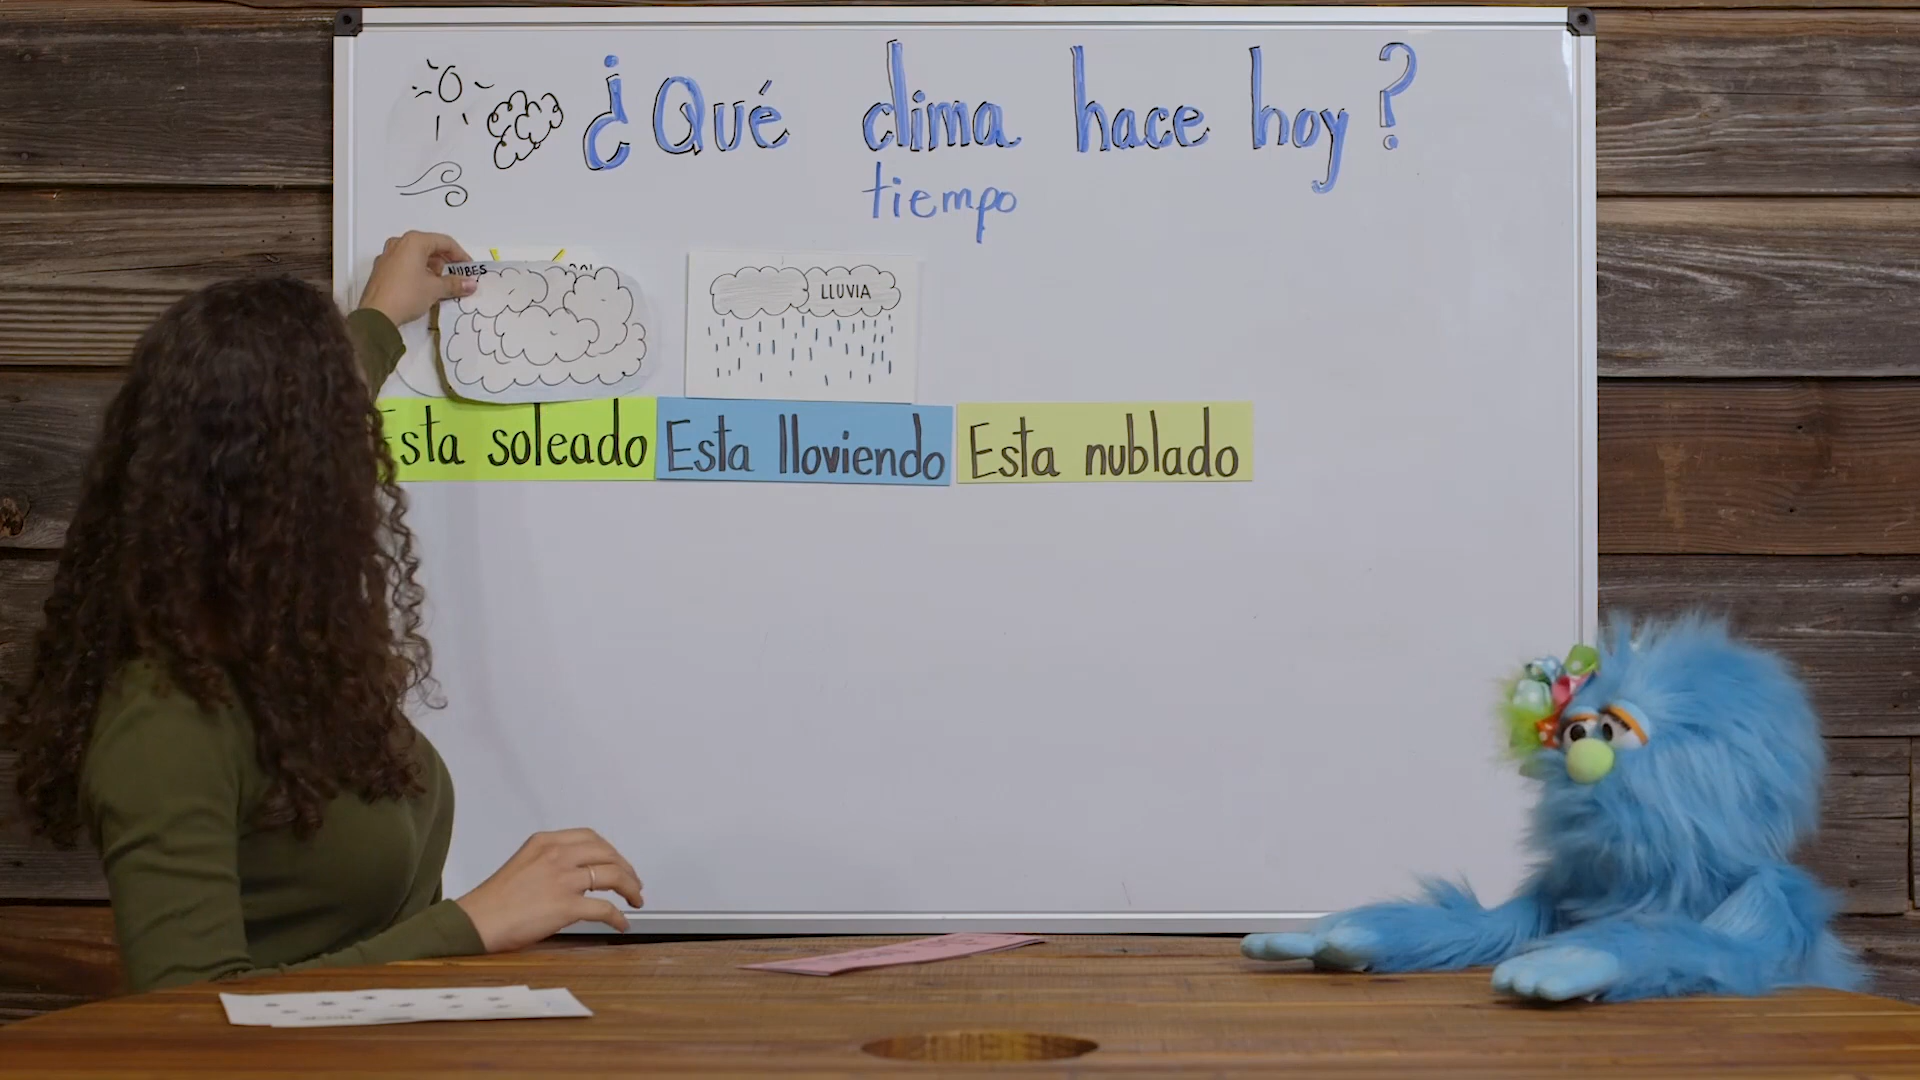 ¿Qué clima hace hoy?
tiempo
NUBES
LLUVIA
Esta soleado
Esta lloviendo
Esta nublado